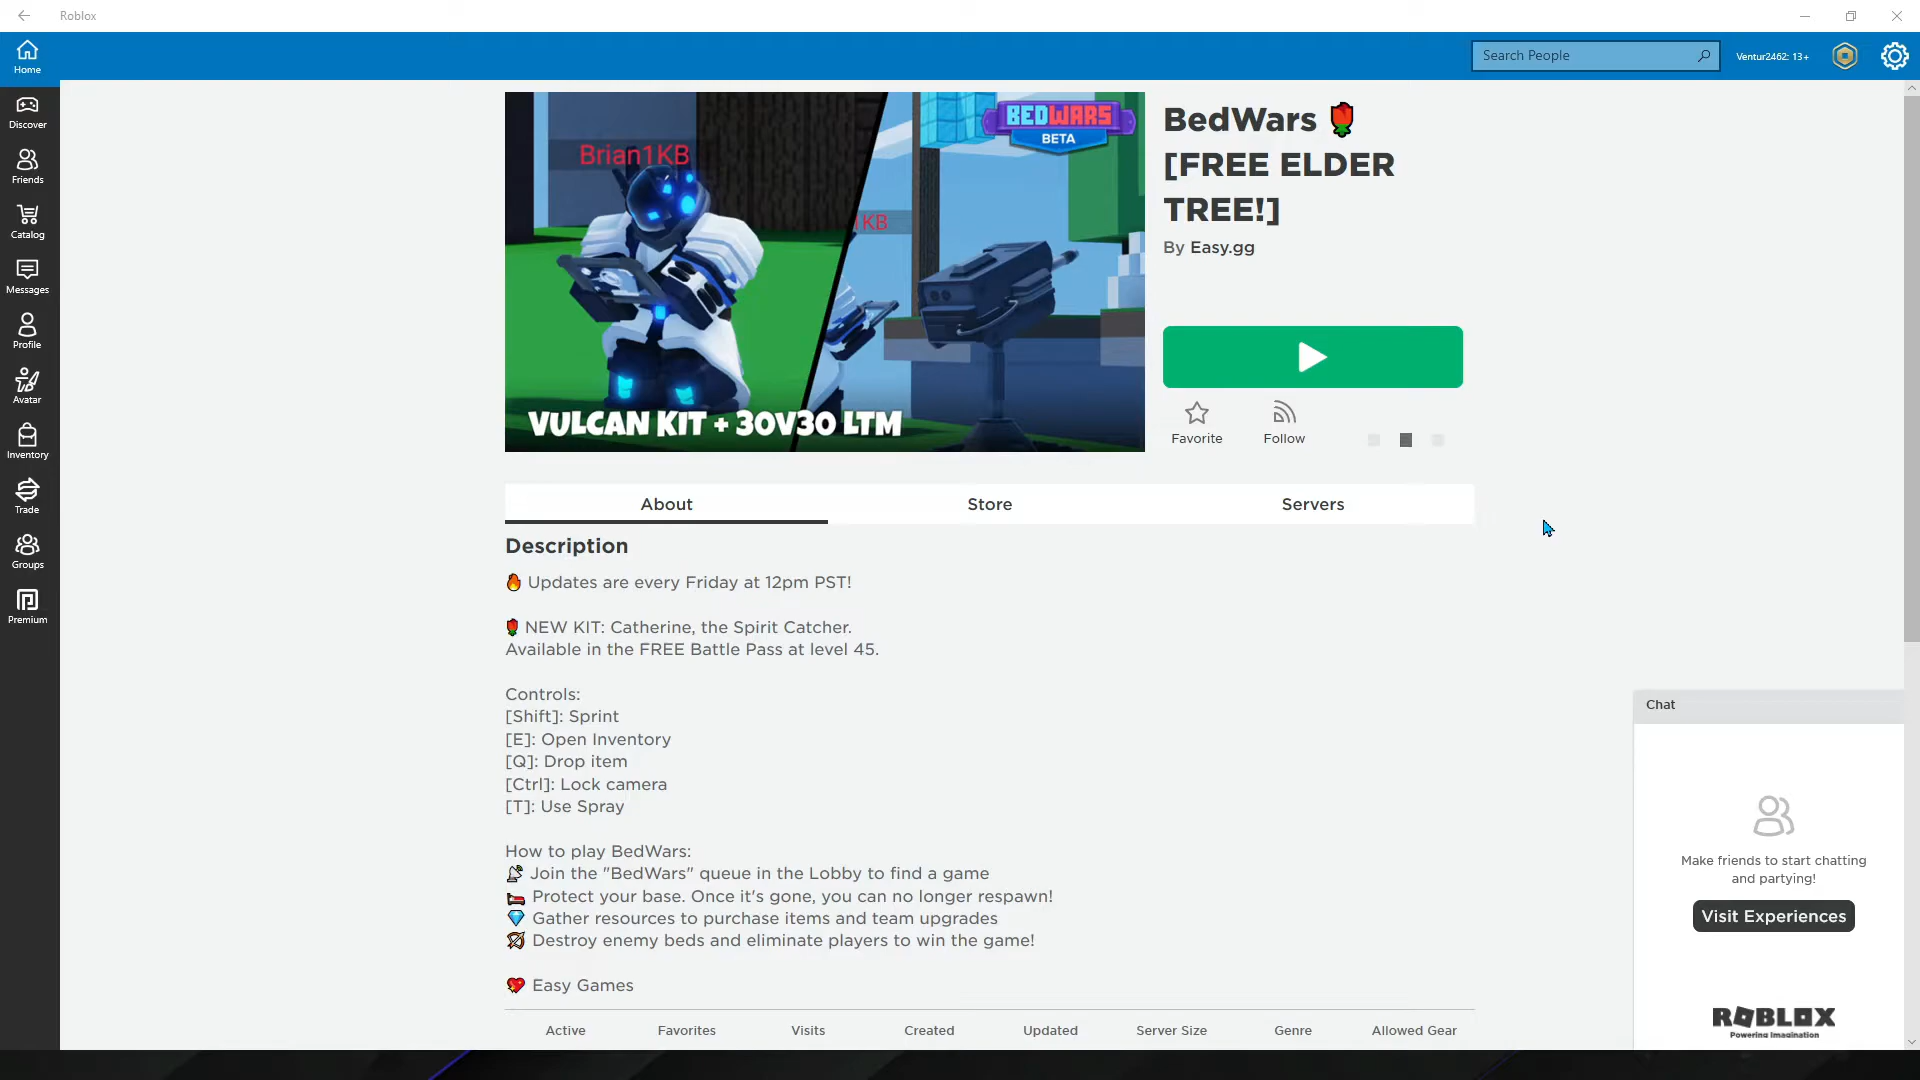 Roblox
Home
Search People
Ventur2462: 13+
Discover
Friends
Catalog
Messages
Profile
Avatar
Inventory
Trade
Groups
Premium
Brian1KB
1KB
BEDWARS
BETA
VULCAN KIT + 30V30 LTM
BedWars 🌹
[FREE ELDER
TREE!]
By Easy.gg
Favorite
Follow
About
Store
Servers
Description
🔥 Updates are every Friday at 12pm PST!
🌹 NEW KIT: Catherine, the Spirit Catcher.
Available in the FREE Battle Pass at level 45.
Controls:
[Shift]: Sprint
[E]: Open Inventory
[Q]: Drop item
[Ctrl]: Lock camera
[T]: Use Spray
How to play BedWars:
📡 Join the "BedWars" queue in the Lobby to find a game
🛏️ Protect your base. Once it's gone, you can no longer respawn!
💎 Gather resources to purchase items and team upgrades
🏹 Destroy enemy beds and eliminate players to win the game!
💖 Easy Games
Active
Favorites
Visits
Created
Updated
Server Size
Genre
Allowed Gear
Chat
Make friends to start chatting
and partying!
Visit Experiences
ROBLOX
Powering Imagination